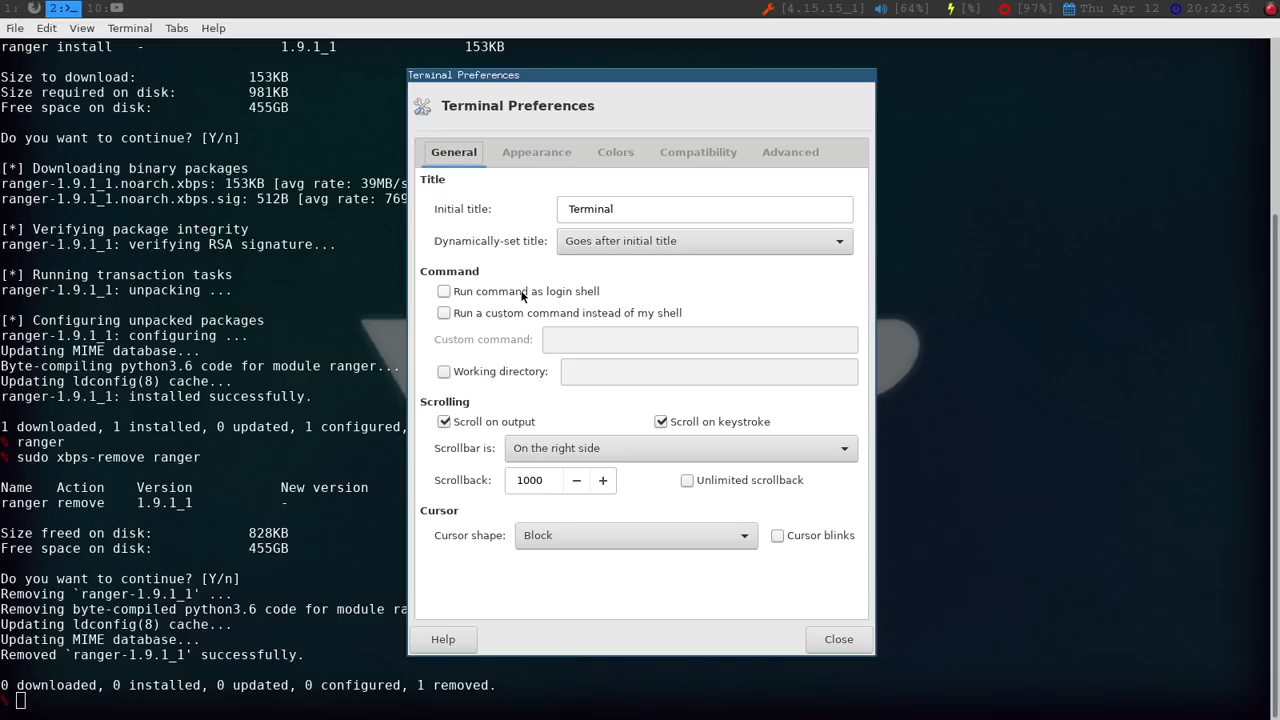 1: 2: 10: [4.15.15_1] [64%] [%] [97%] Thu Apr 12 20:22:55
File Edit View Terminal Tabs Help
ranger install - 1.9.1_1 153KB
Size to download: 153KB
Size required on disk: 981KB
Free space on disk: 455GB
Do you want to continue? [Y/n]
[*] Downloading binary packages
ranger-1.9.1_1.noarch.xbps: 153KB [avg rate: 39MB/s
ranger-1.9.1_1.noarch.xbps.sig: 512B [avg rate: 769
[*] Verifying package integrity
ranger-1.9.1_1: verifying RSA signature...
[*] Running transaction tasks
ranger-1.9.1_1: unpacking ...
[*] Configuring unpacked packages
ranger-1.9.1_1: configuring ...
Updating MIME database...
Byte-compiling python3.6 code for module ranger...
Updating ldconfig(8) cache...
ranger-1.9.1_1: installed successfully.
1 downloaded, 1 installed, 0 updated, 1 configured,
% ranger
% sudo xbps-remove ranger
Name Action Version New version
ranger remove 1.9.1_1 -
Size freed on disk: 828KB
Free space on disk: 455GB
Do you want to continue? [Y/n]
Removing `ranger-1.9.1_1' ...
Removing byte-compiled python3.6 code for module ra
Updating ldconfig(8) cache...
Updating MIME database...
Removed `ranger-1.9.1_1' successfully.
0 downloaded, 0 installed, 0 updated, 0 configured, 1 removed.
%
Terminal Preferences
Terminal Preferences
General Appearance Colors Compatibility Advanced
Title
Initial title: Terminal
Dynamically-set title: Goes after initial title
Command
Run command as login shell
Run a custom command instead of my shell
Custom command:
Working directory:
Scrolling
Scroll on output Scroll on keystroke
Scrollbar is: On the right side
Scrollback: 1000 − + Unlimited scrollback
Cursor
Cursor shape: Block Cursor blinks
Help Close